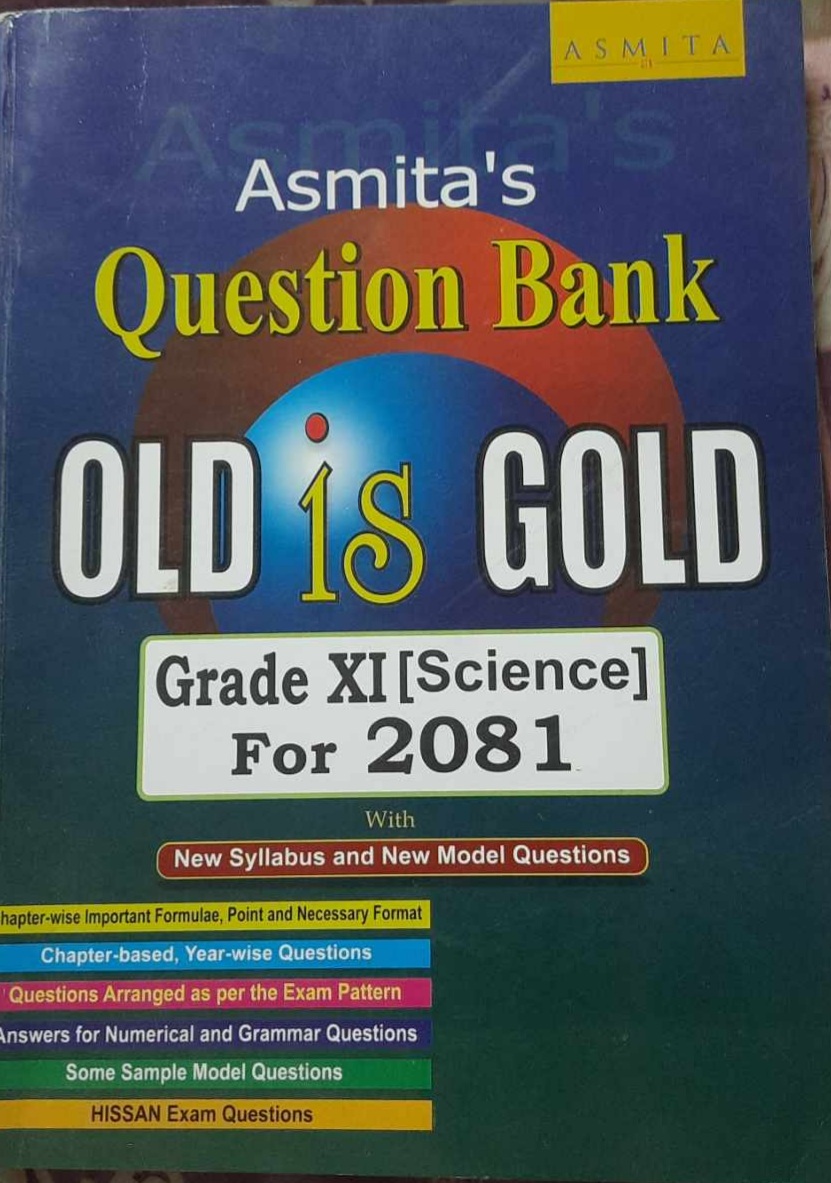 ASMITA
Asmita's
Asmita's
Question Bank
OLD is GOLD
Grade XI [Science]
For 2081
With
New Syllabus and New Model Questions
hapter-wise Important Formulae, Point and Necessary Format
Chapter-based, Year-wise Questions
Questions Arranged as per the Exam Pattern
Answers for Numerical and Grammar Questions
Some Sample Model Questions
HISSAN Exam Questions